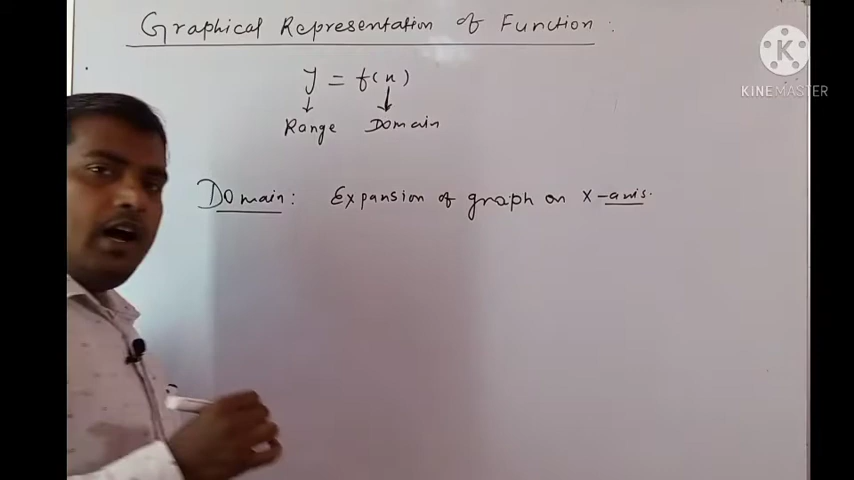 Graphical Representation of Function :
y = f(x)
Range Domain
Domain : Expansion of graph on x-axis.
K
KINEMASTER